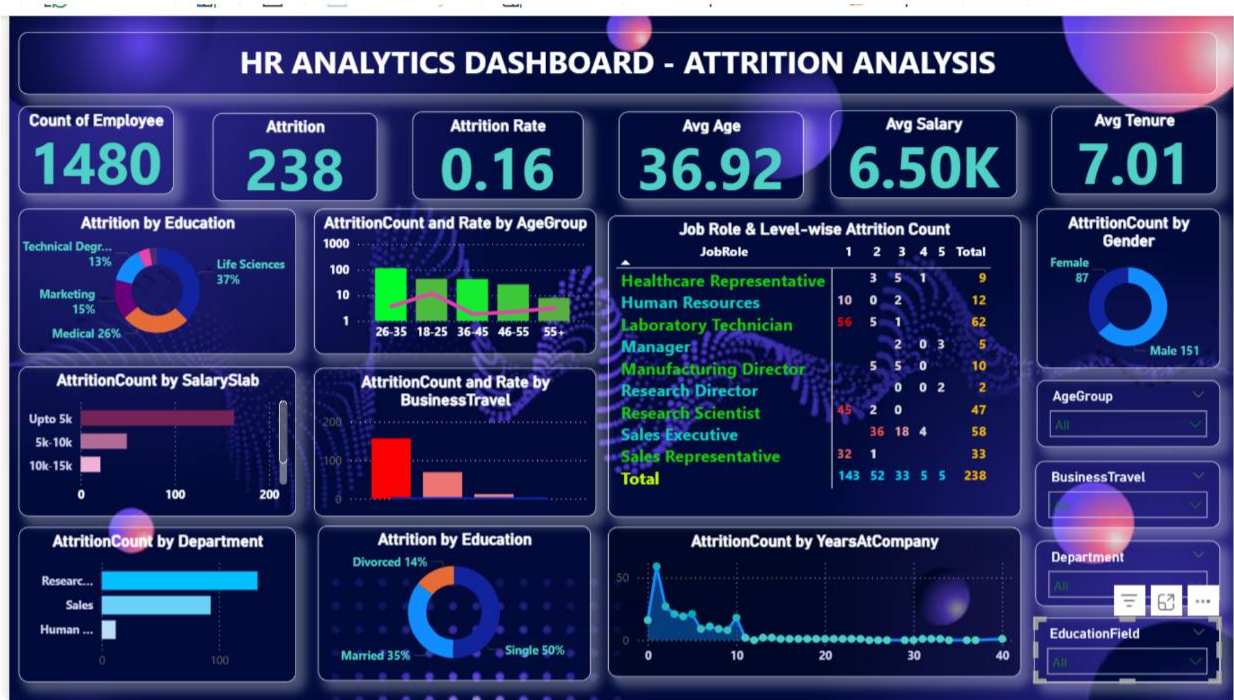 HR ANALYTICS DASHBOARD - ATTRITION ANALYSIS
Count of Employee
1480
Attrition
238
Attrition Rate
0.16
Avg Age
36.92
Avg Salary
6.50K
Avg Tenure
7.01
Attrition by Education
Technical Degr...
13%
Life Sciences
37%
Marketing
15%
Medical 26%
AttritionCount and Rate by AgeGroup
1000
100
10
1
26-35 18-25 36-45 46-55 55+
Job Role & Level-wise Attrition Count
JobRole 1 2 3 4 5 Total
Healthcare Representative 3 5 1 9
Human Resources 10 0 2 12
Laboratory Technician 56 5 1 62
Manager 2 0 3 5
Manufacturing Director 5 5 0 10
Research Director 0 0 2 2
Research Scientist 45 2 0 47
Sales Executive 36 18 4 58
Sales Representative 32 1 33
Total 143 52 33 5 5 238
AttritionCount by
Gender
Female
87
Male 151
AttritionCount by SalarySlab
Upto 5k
5k-10k
10k-15k
0 100 200
AttritionCount and Rate by
BusinessTravel
200
100
0
AgeGroup
All
BusinessTravel
Department
All
EducationField
All
AttritionCount by Department
Researc...
Sales
Human ...
0 100
Attrition by Education
Divorced 14%
Married 35%
Single 50%
AttritionCount by YearsAtCompany
50
0
0 10 20 30 40